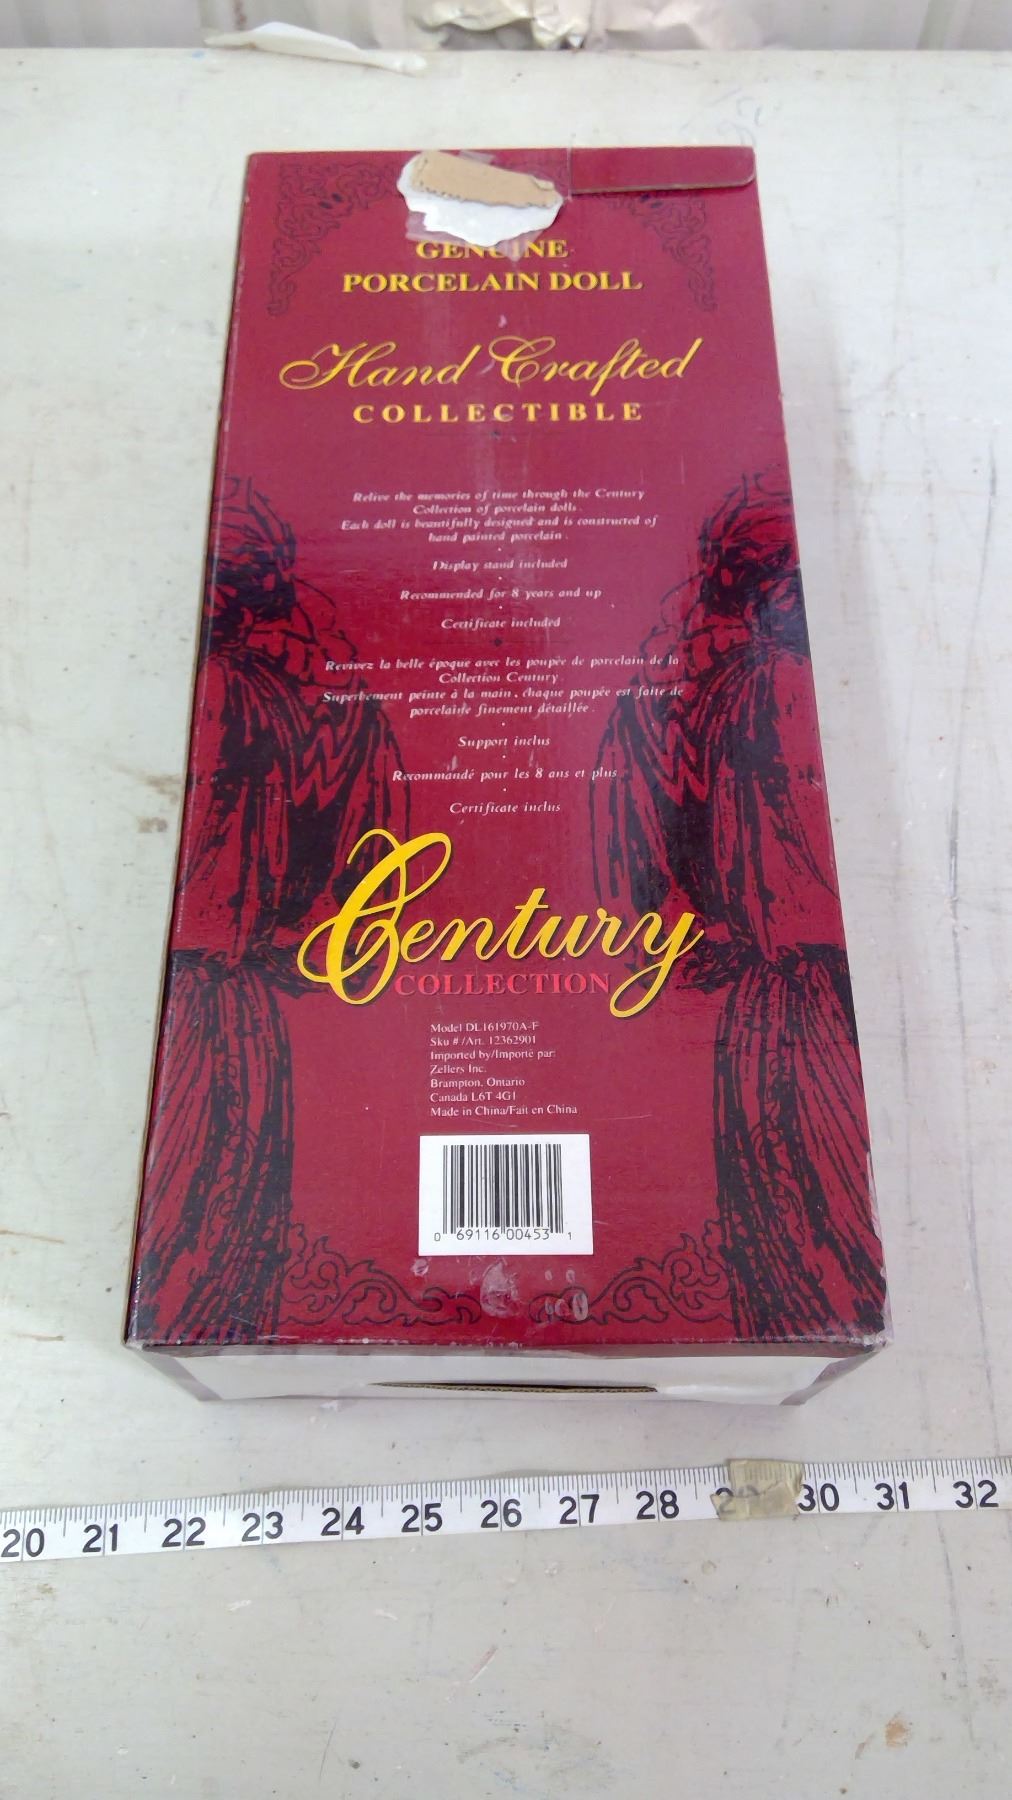 GENUINE
PORCELAIN DOLL
Hand Crafted
COLLECTIBLE
Relive the memories of time through the Century
Collection of porcelain dolls.
Each doll is beautifully designed and is constructed of
hand painted porcelain.
Display stand included
Recommended for 8 years and up
Certificate included
Revivez la belle époque avec les poupée de porcelain de la
Collection Century.
Superbement peinte à la main, chaque poupée est faite de
porcelaine finement détaillée.
Support inclus
Recommandé pour les 8 ans et plus
Certificate inclus
Century
COLLECTION
Model DL161970A-F
Sku # /Art. 12362901
Imported by/Importé par:
Zellers Inc.
Brampton, Ontario
Canada L6T 4G1
Made in China/Fait en China
0 69116 00453 1
20 21 22 23 24 25 26 27 28 29 30 31 32